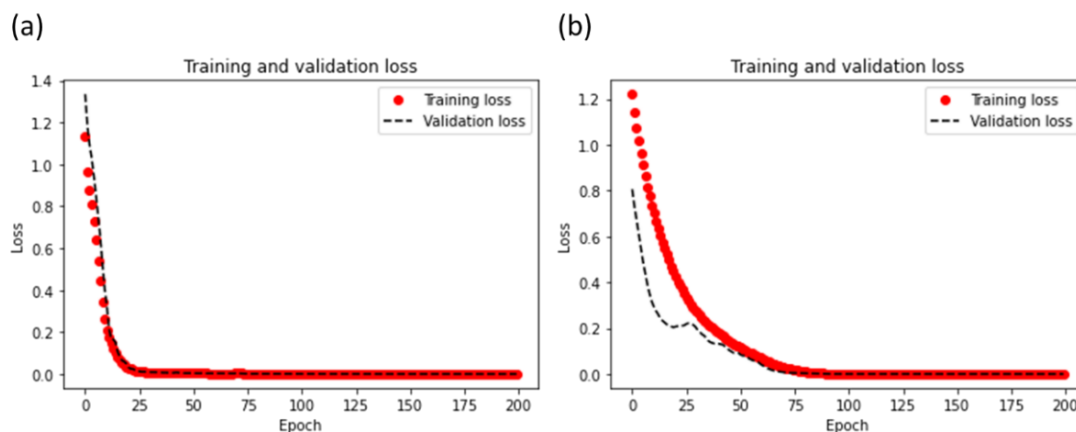 (a)
Training and validation loss
Training loss
Validation loss
1.4
1.2
1.0
0.8
0.6
0.4
0.2
0.0
Loss
0 25 50 75 100 125 150 175 200
Epoch
(b)
Training and validation loss
Training loss
Validation loss
1.2
1.0
0.8
0.6
0.4
0.2
0.0
Loss
0 25 50 75 100 125 150 175 200
Epoch